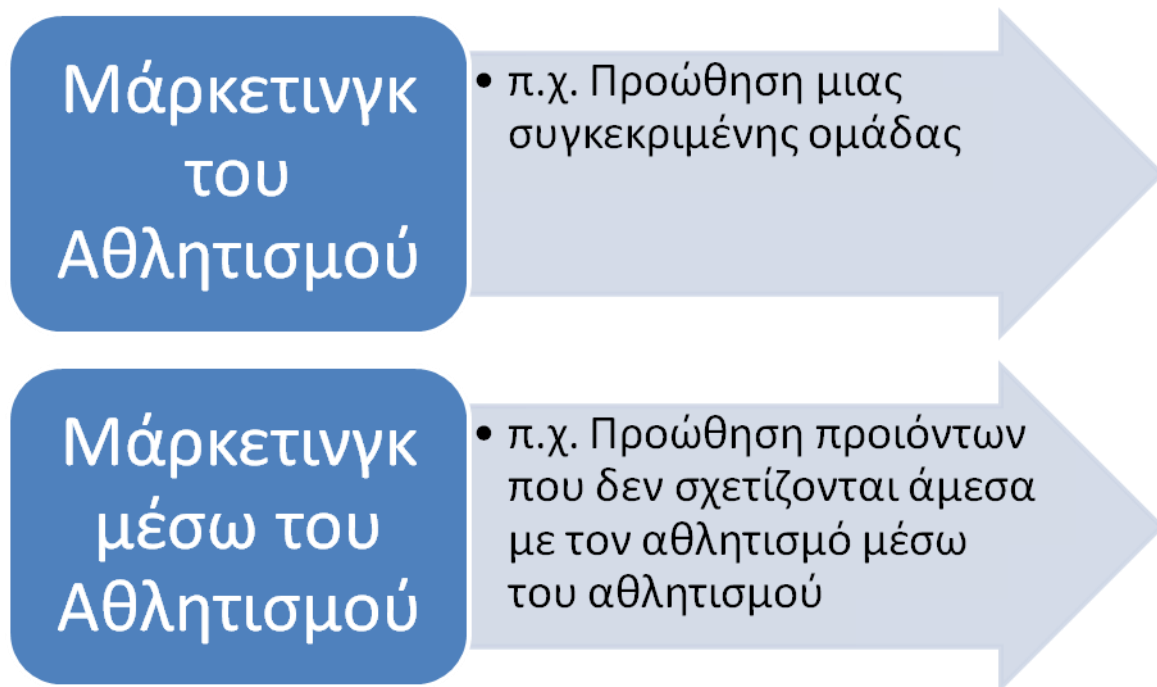 Μάρκετινγκ
του
Αθλητισμού
• π.χ. Προώθηση μιας
συγκεκριμένης ομάδας
Μάρκετινγκ
μέσω του
Αθλητισμού
• π.χ. Προώθηση προιόντων
που δεν σχετίζονται άμεσα
με τον αθλητισμό μέσω
του αθλητισμού